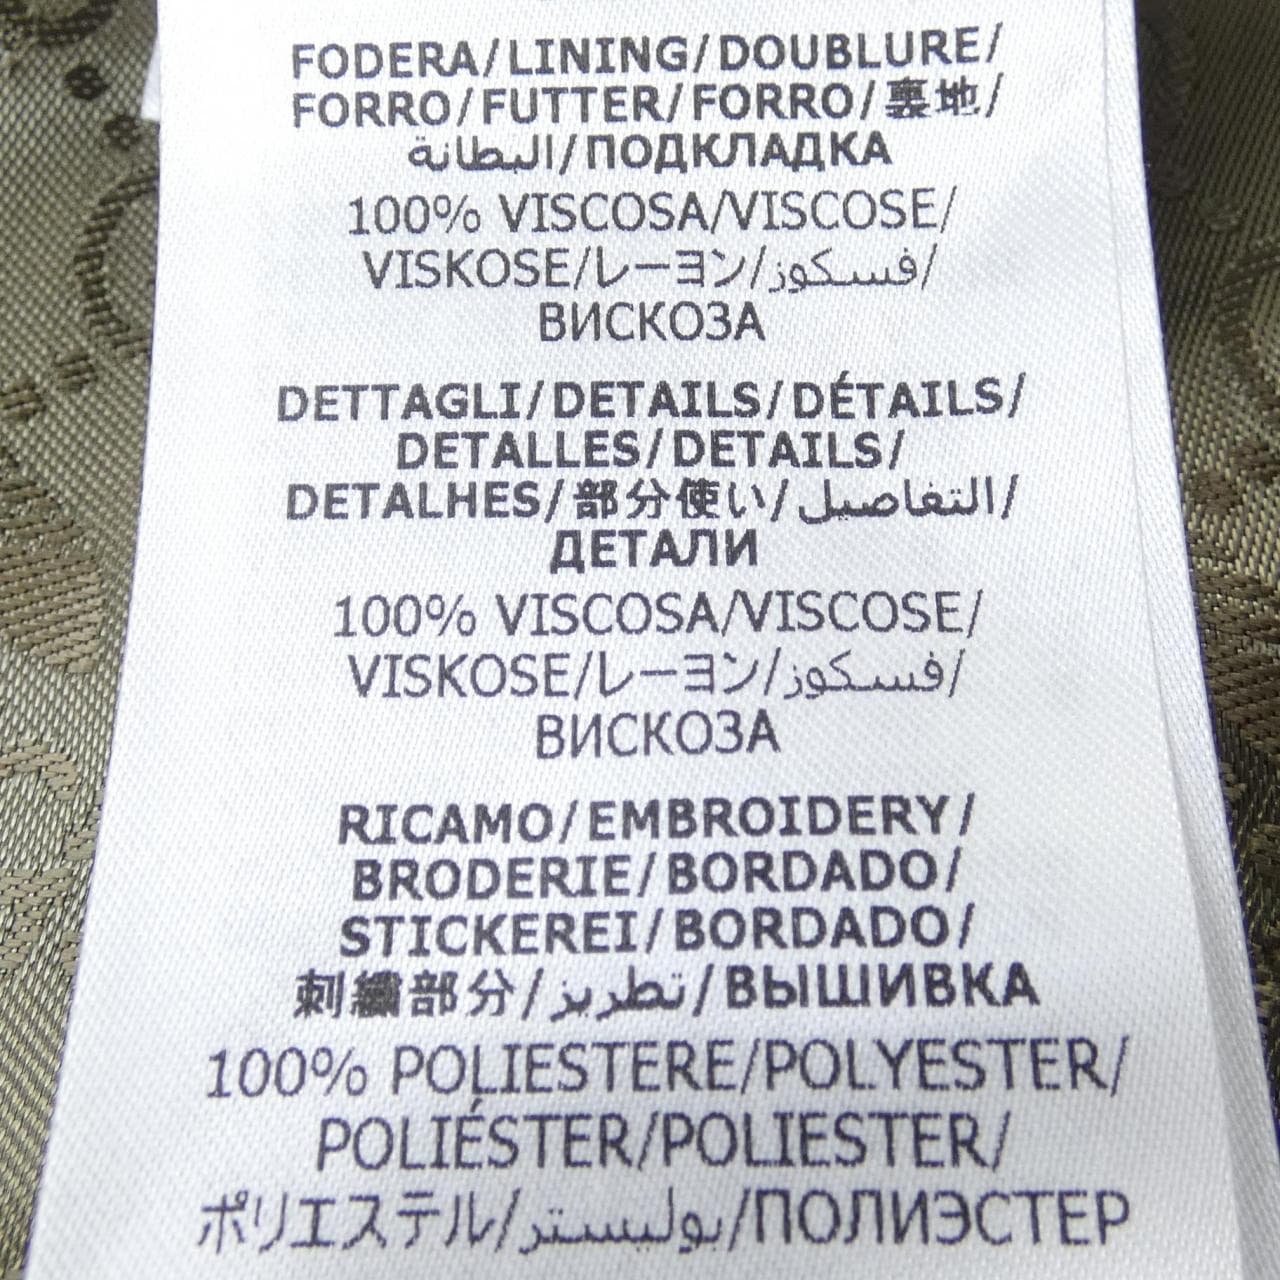 FODERA/LINING/DOUBLURE/
FORRO/FUTTER/FORRO/裏地/
البطانة/ПОДКЛАДКА
100% VISCOSA/VISCOSE/
VISKOSE/レーヨン/فسكوز/
ВИСКОЗА
DETTAGLI/DETAILS/DÉTAILS/
DETALLES/DETAILS/
DETALHES/部分使い/التفاصيل/
ДЕТАЛИ
100% VISCOSA/VISCOSE/
VISKOSE/レーヨン/فسكوز/
ВИСКОЗА
RICAMO/EMBROIDERY/
BRODERIE/BORDADO/
STICKEREI/BORDADO/
刺繍部分/تطريز/ВЫШИВКА
100% POLIESTERE/POLYESTER/
POLIÉSTER/POLIESTER/
ポリエステル/بوليستر/ПОЛИЭСТЕР